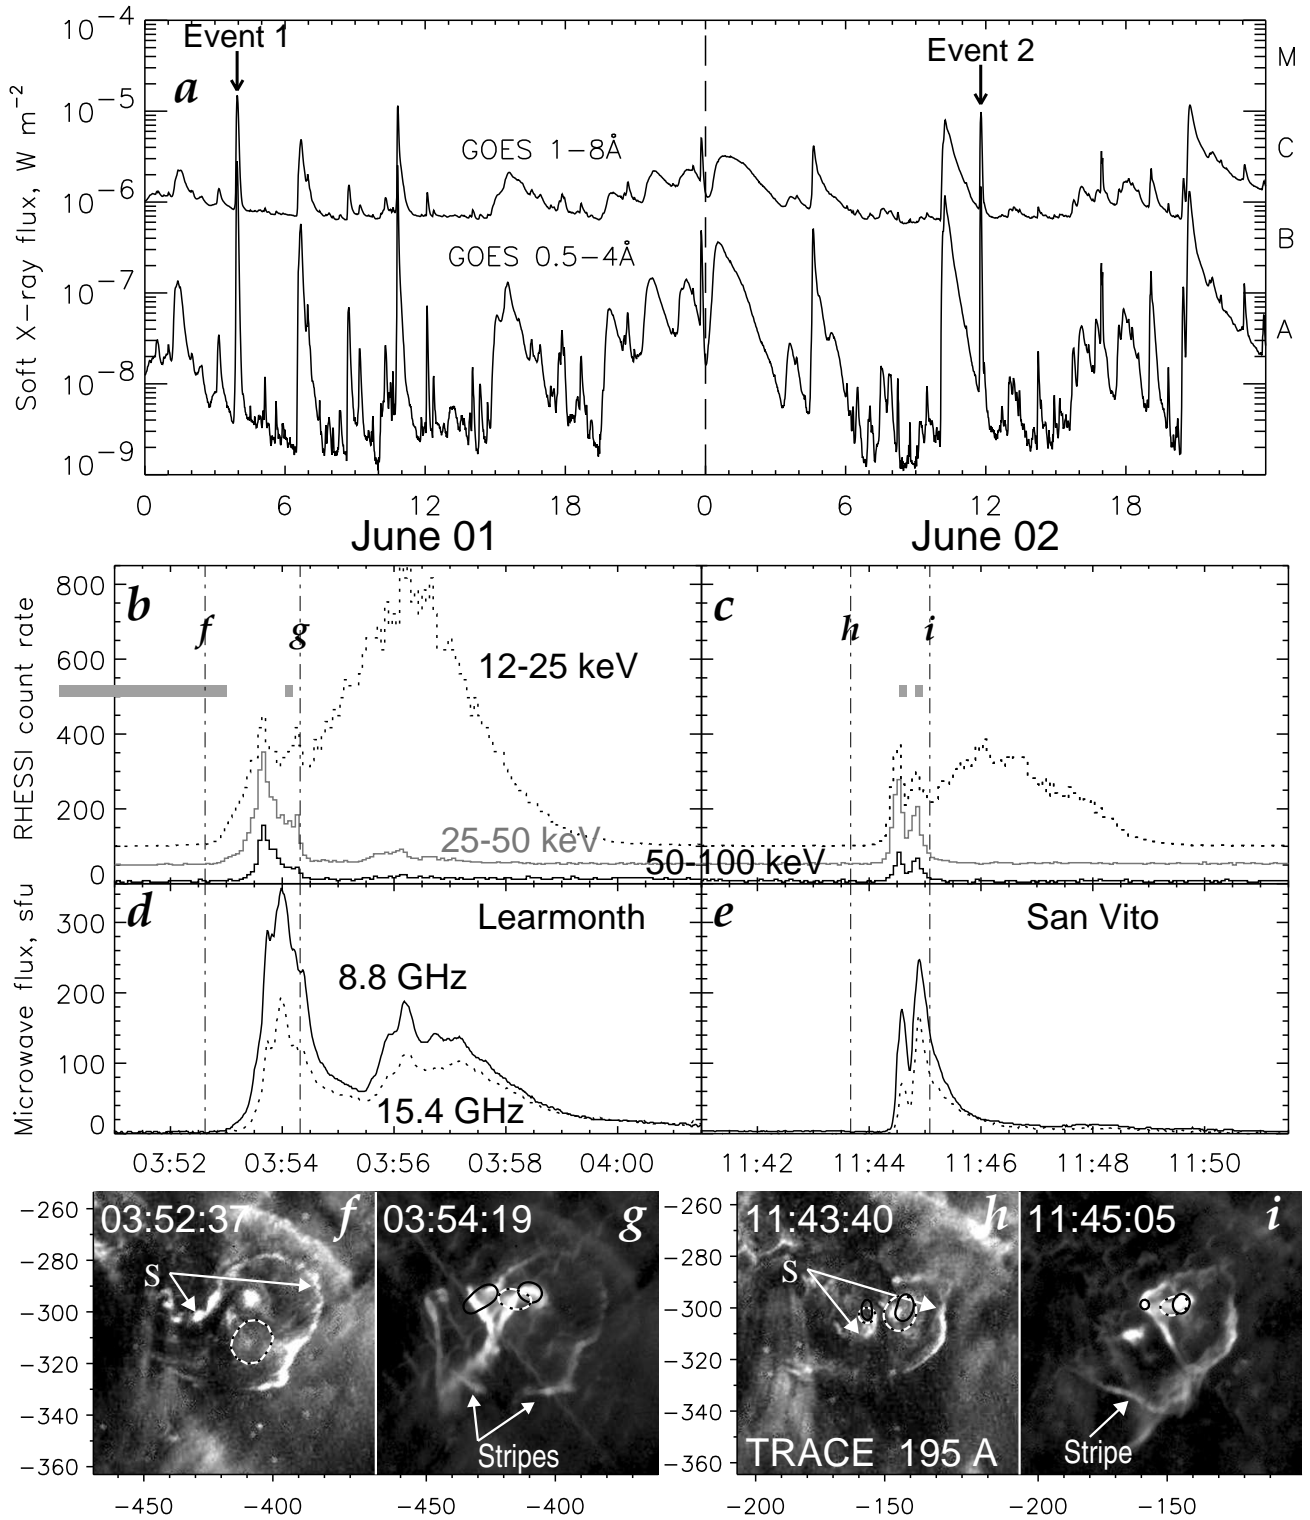 10−4
Event 1
Event 2
M
a
10−5
GOES 1−8Å
C
10−6
GOES 0.5−4Å
B
10−7
A
10−8
10−9
Soft X−ray flux, W m−2
0 6 12 18 0 6 12 18
June 01 June 02
800
b
c
f
g
h
i
600
12-25 keV
400
200
25-50 keV
50-100 keV
0
RHESSI count rate
d
Learmonth
e
San Vito
300
8.8 GHz
200
100
15.4 GHz
0
Microwave flux, sfu
03:52 03:54 03:56 03:58 04:00 11:42 11:44 11:46 11:48 11:50
03:52:37 f
03:54:19 g
11:43:40 h
11:45:05 i
−260
−280
−300
−320
−340
−360
S
Stripes
−260
−280
−300
−320
−340
−360
S
TRACE 195 A
Stripe
−450 −400 −450 −400 −200 −150 −200 −150